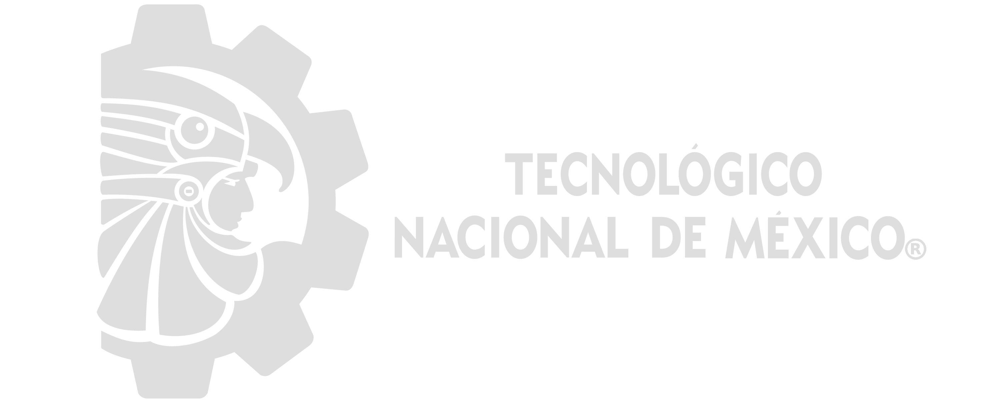 TECNOLÓGICO
NACIONAL DE MÉXICO®